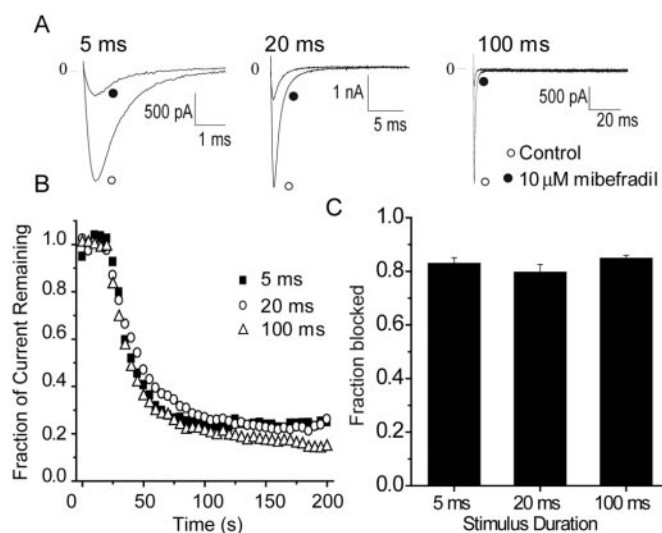 A
5 ms
20 ms
100 ms
0
500 pA
1 ms
0
1 nA
5 ms
0
500 pA
20 ms
Control
10 μM mibefradil
B
Fraction of Current Remaining
1.0
0.8
0.6
0.4
0.2
0.0
5 ms
20 ms
100 ms
0
50
100
150
200
Time (s)
C
Fraction blocked
1.0
0.8
0.6
0.4
0.2
0.0
5 ms
20 ms
100 ms
Stimulus Duration